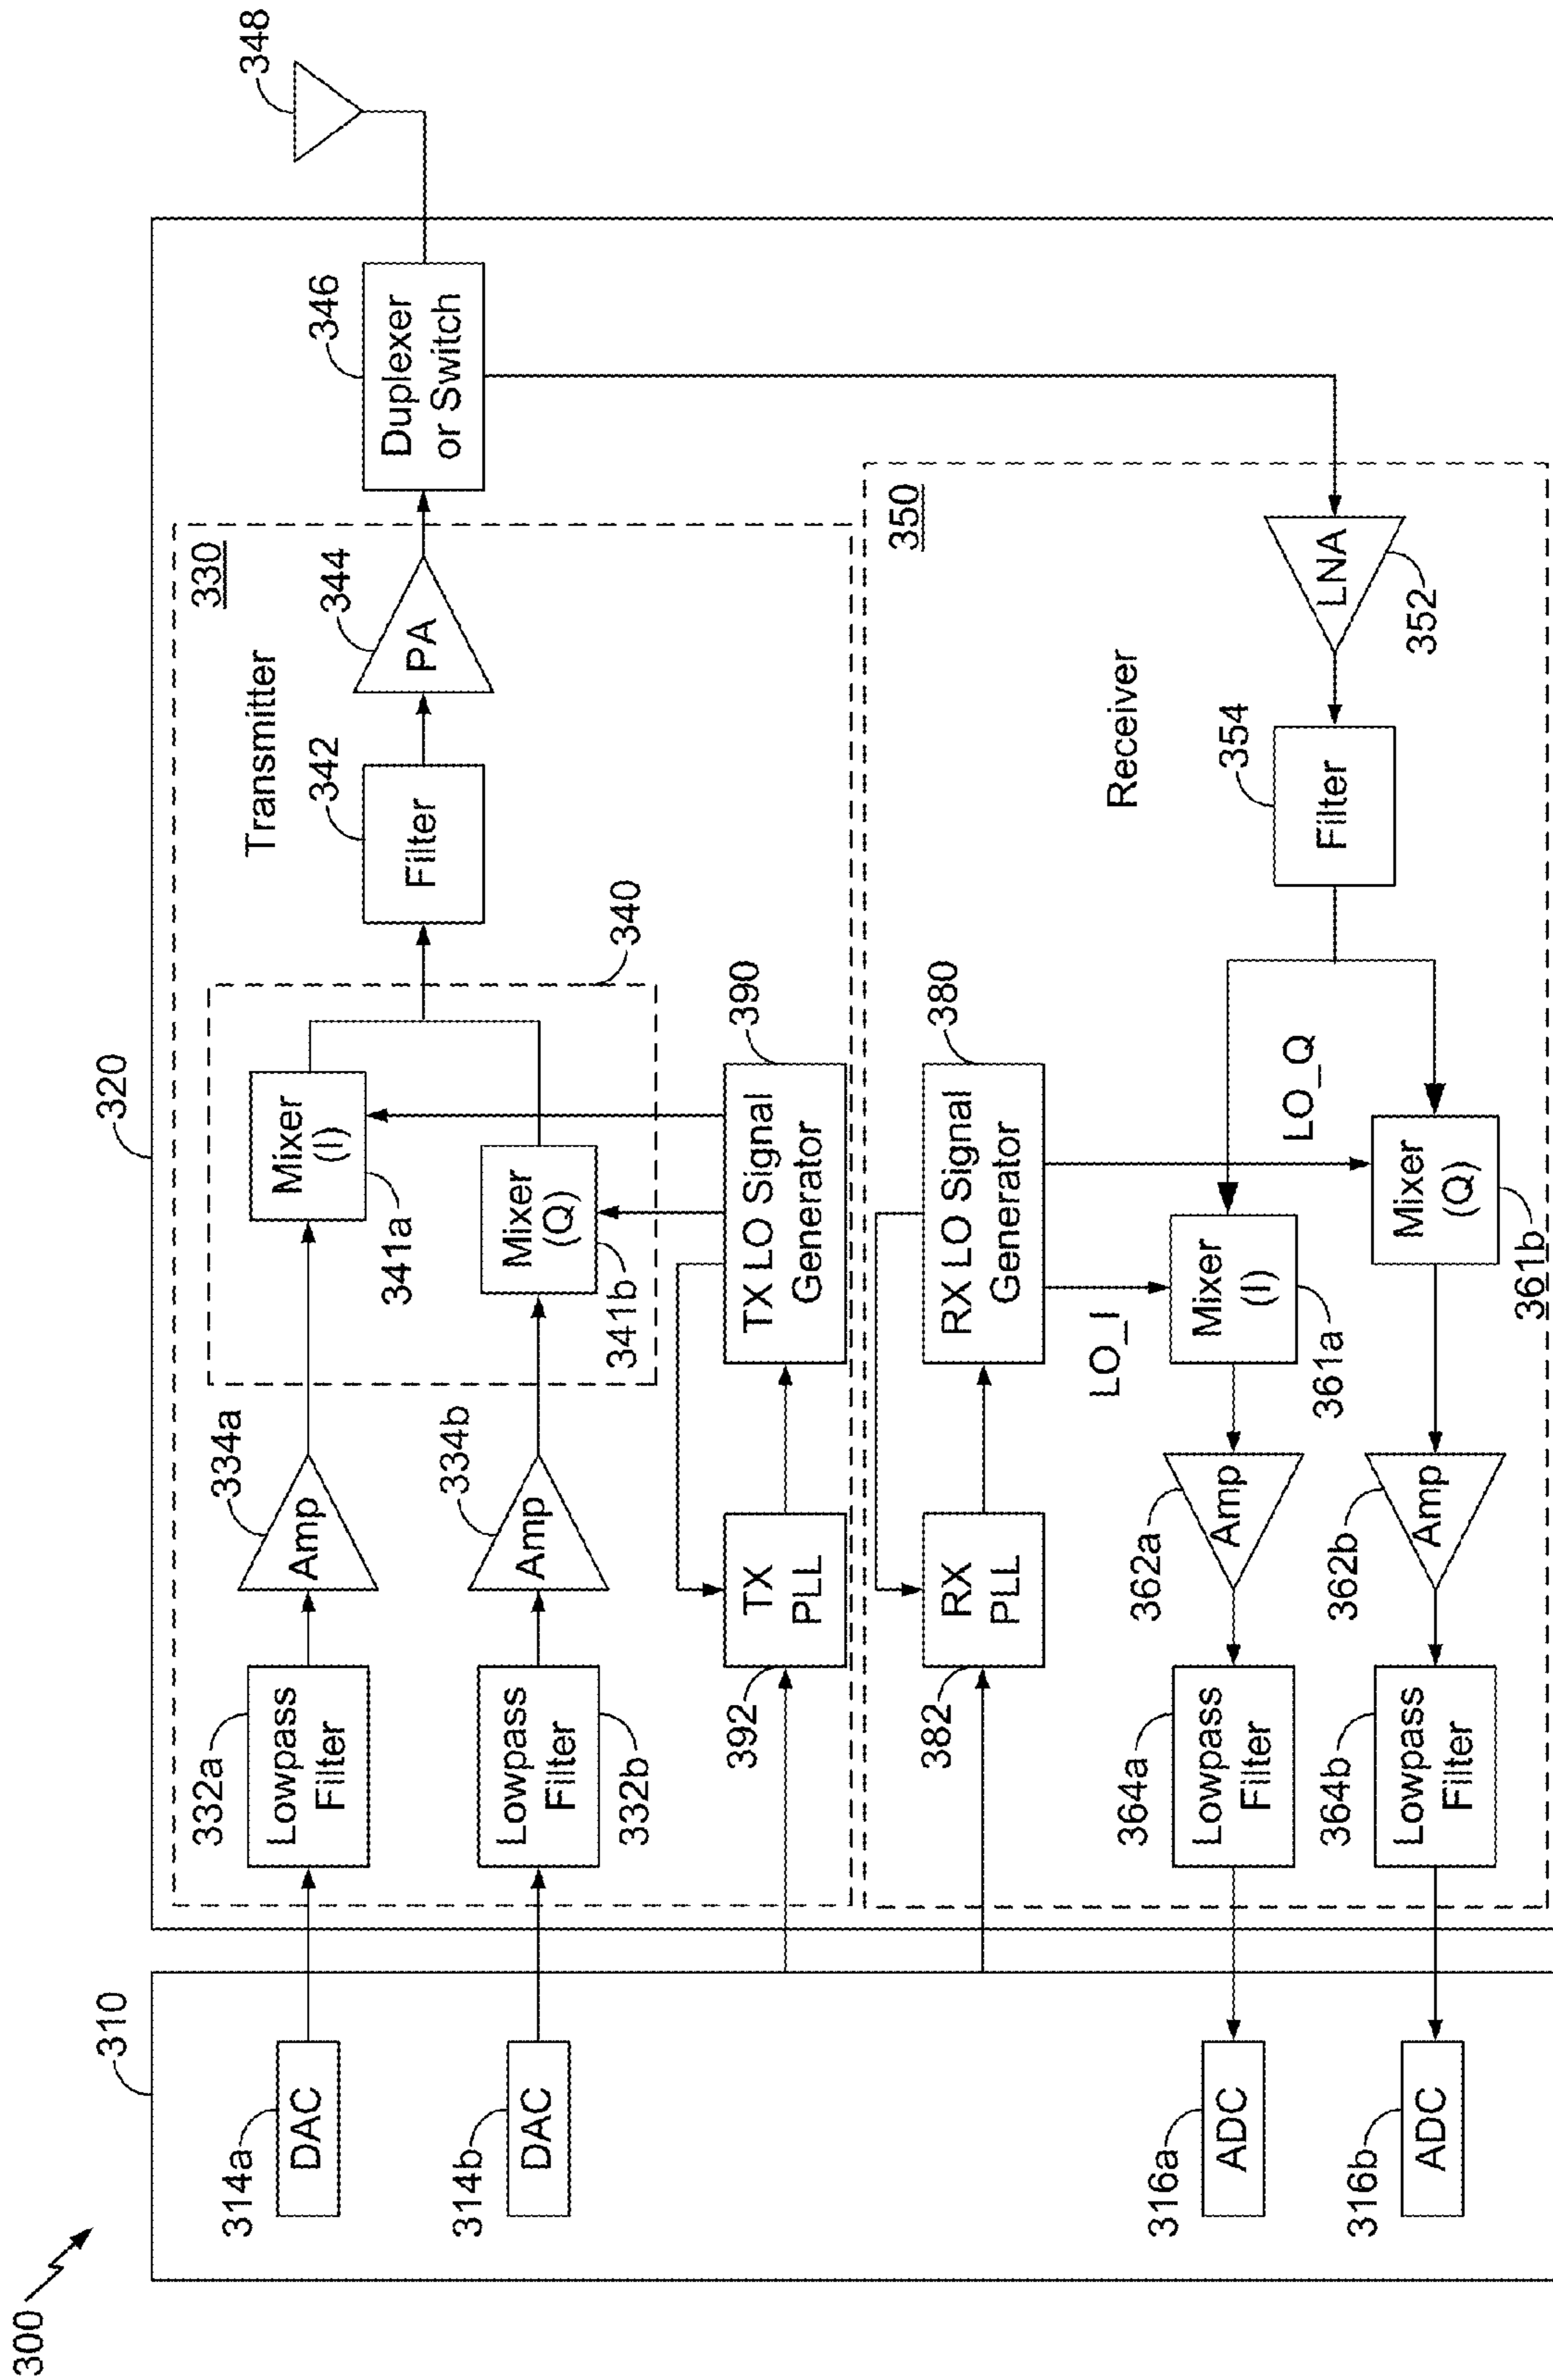 300
310
320
314a
DAC
332a
Lowpass
Filter
334a
Amp
341a
Mixer
(I)
340
Transmitter
330
342
Filter
344
PA
346
Duplexer
or Switch
348
314b
DAC
Lowpass
Filter
332b
334b
Amp
Mixer
(Q)
341b
392
TX
PLL
TX LO Signal
Generator
390
350
382
RX
PLL
RX LO Signal
Generator
380
Receiver
LO_I
LO_Q
316a
ADC
364a
Lowpass
Filter
362a
Amp
Mixer
(I)
361a
354
Filter
LNA
352
316b
ADC
364b
Lowpass
Filter
362b
Amp
Mixer
(Q)
361b